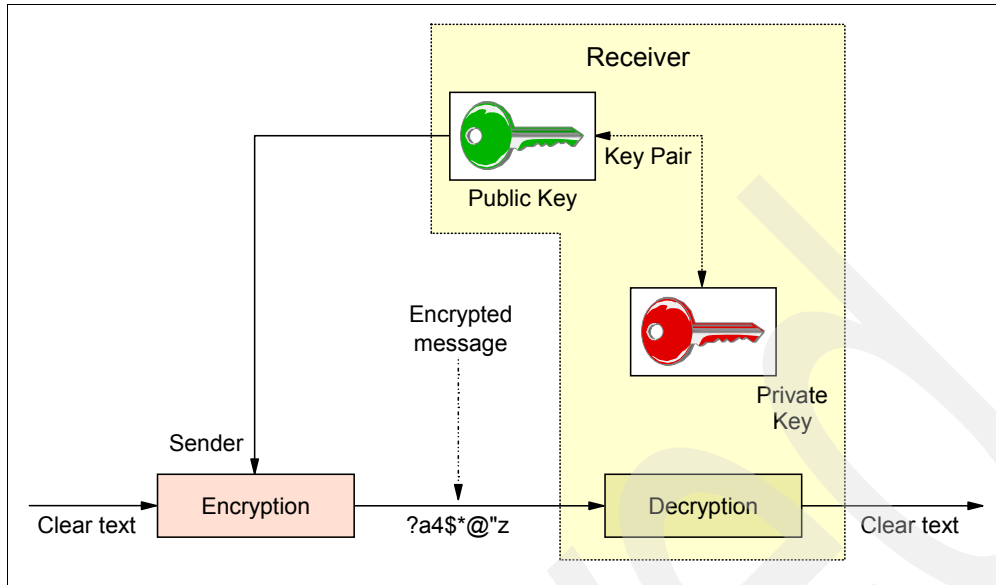 Receiver
Key Pair
Public Key
Encrypted
message
Private
Key
Sender
Encryption
Decryption
Clear text
?a4$*@"z
Clear text